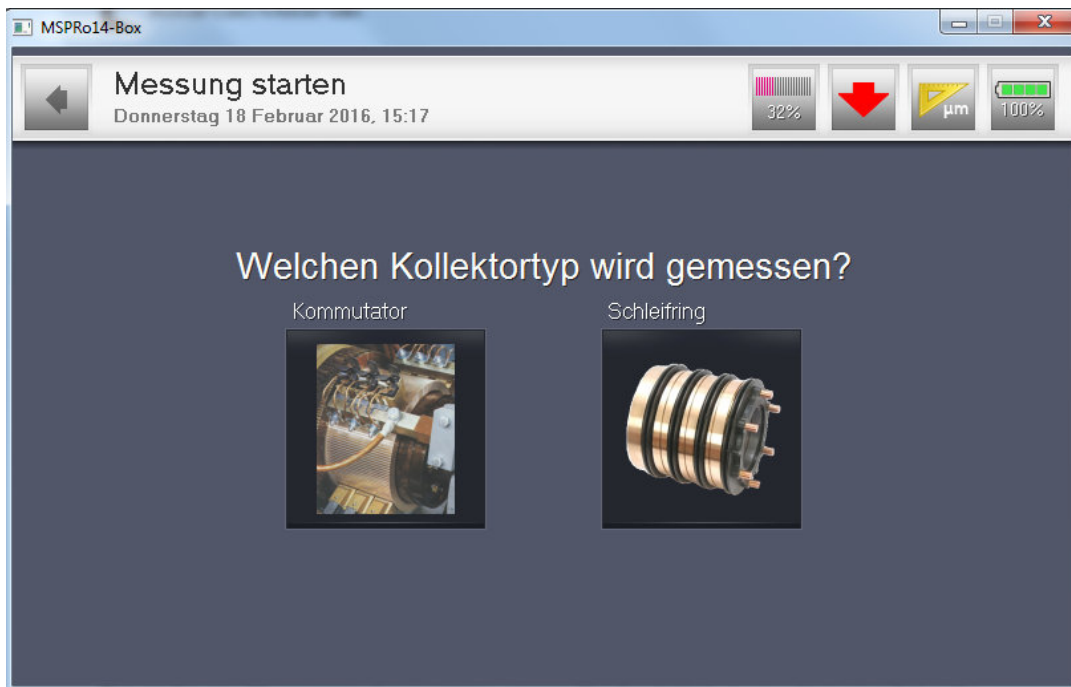 MSPRo14-Box
Messung starten
Donnerstag 18 Februar 2016, 15:17
32%
µm
100%
Welchen Kollektortyp wird gemessen?
Kommutator
Schleifring